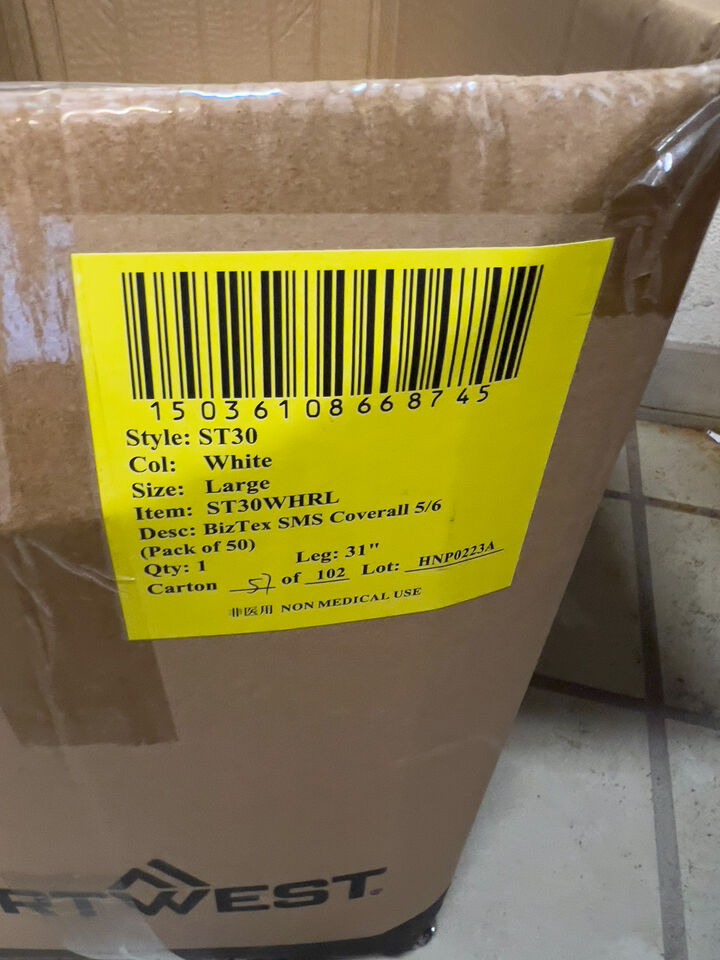 15036108668745
Style: ST30
Col: White
Size: Large
Item: ST30WHRL
Desc: BizTex SMS Coverall 5/6
(Pack of 50)
Qty: 1 Leg: 31"
Carton 57 of 102 Lot: HNP0223A
非医用 NON MEDICAL USE
RTWEST